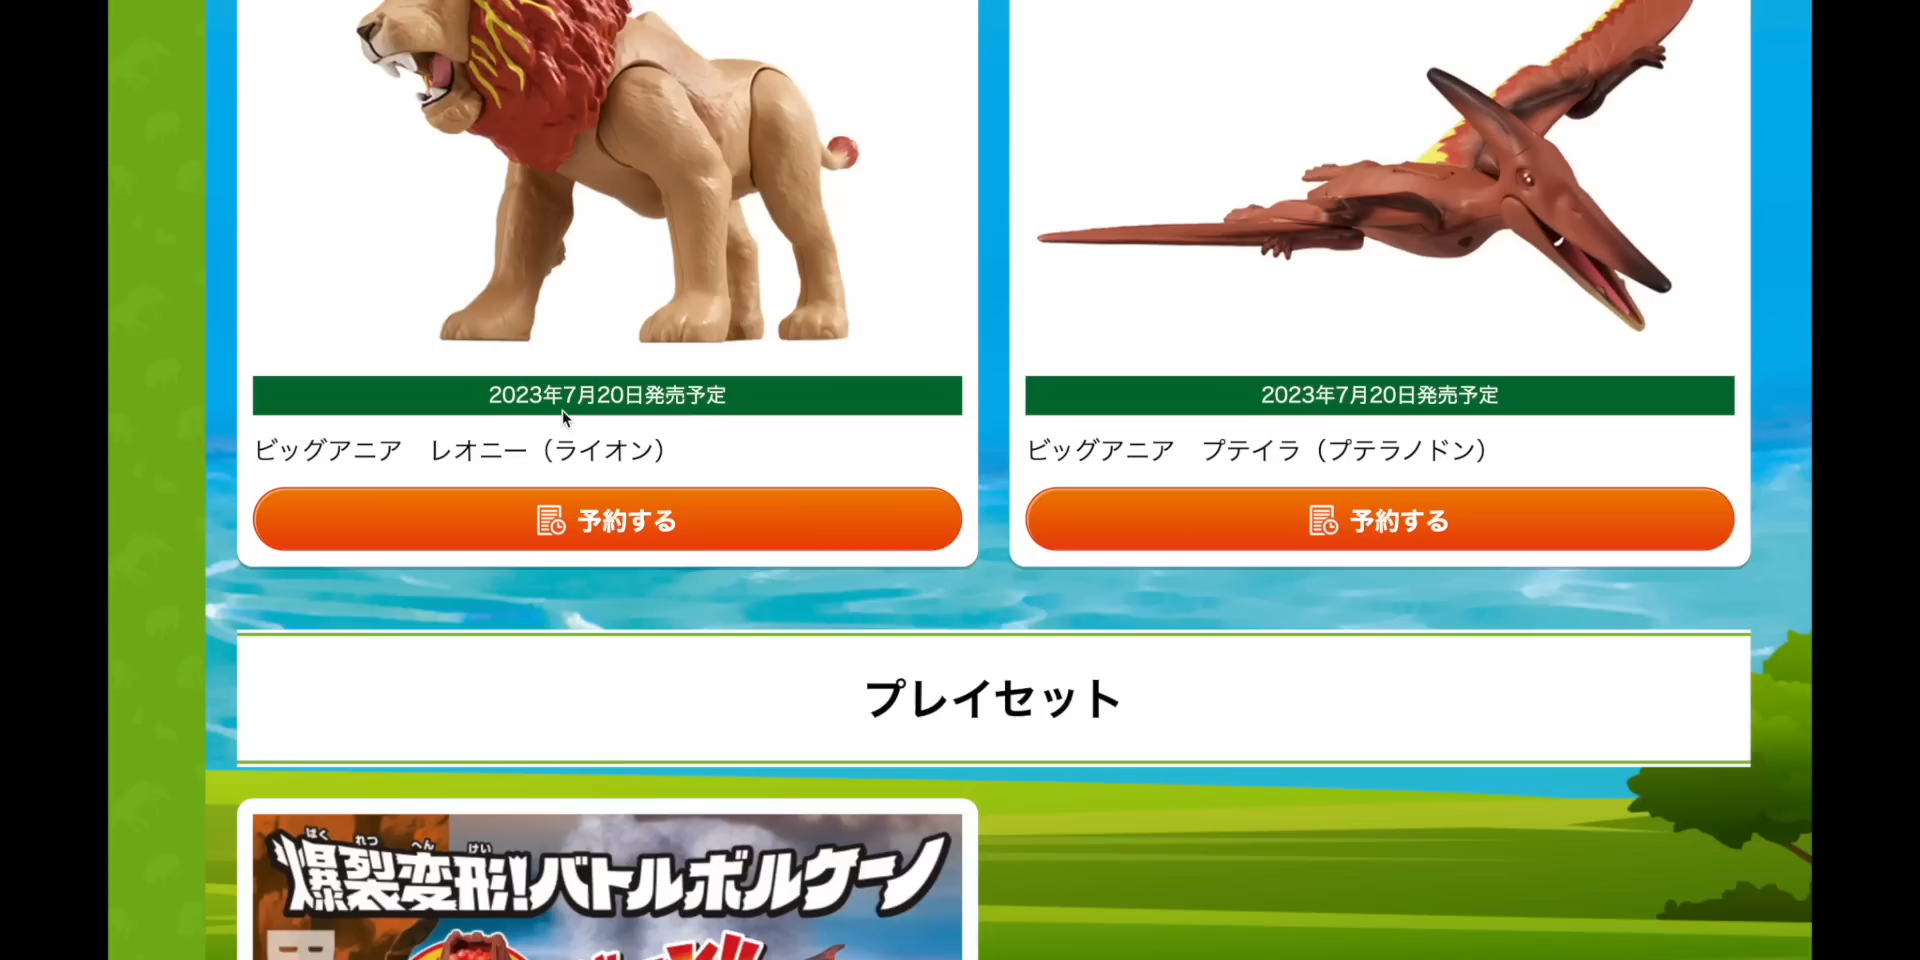 2023年7月20日発売予定
ビッグアニア　レオニー（ライオン）
予約する
2023年7月20日発売予定
ビッグアニア　プテイラ（プテラノドン）
予約する
プレイセット
ばく れつ へん けい
爆裂変形!バトルボルケーノ